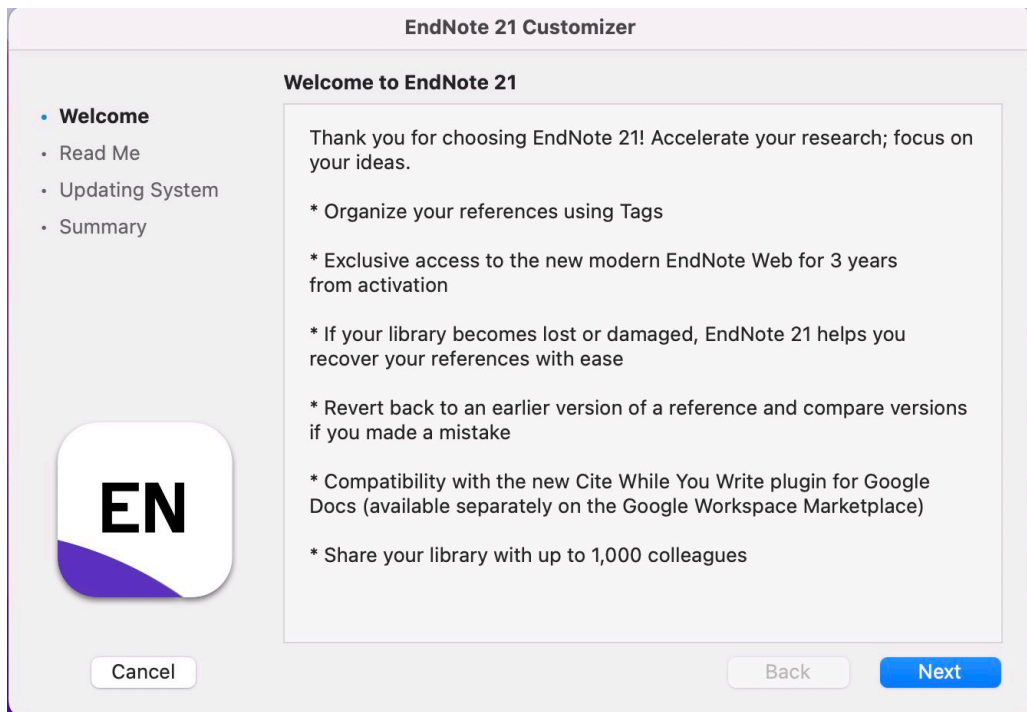 EndNote 21 Customizer
Welcome to EndNote 21
• Welcome
• Read Me
• Updating System
• Summary
Thank you for choosing EndNote 21! Accelerate your research; focus on
your ideas.
* Organize your references using Tags
* Exclusive access to the new modern EndNote Web for 3 years
from activation
* If your library becomes lost or damaged, EndNote 21 helps you
recover your references with ease
* Revert back to an earlier version of a reference and compare versions
if you made a mistake
* Compatibility with the new Cite While You Write plugin for Google
Docs (available separately on the Google Workspace Marketplace)
* Share your library with up to 1,000 colleagues
EN
Cancel
Back
Next